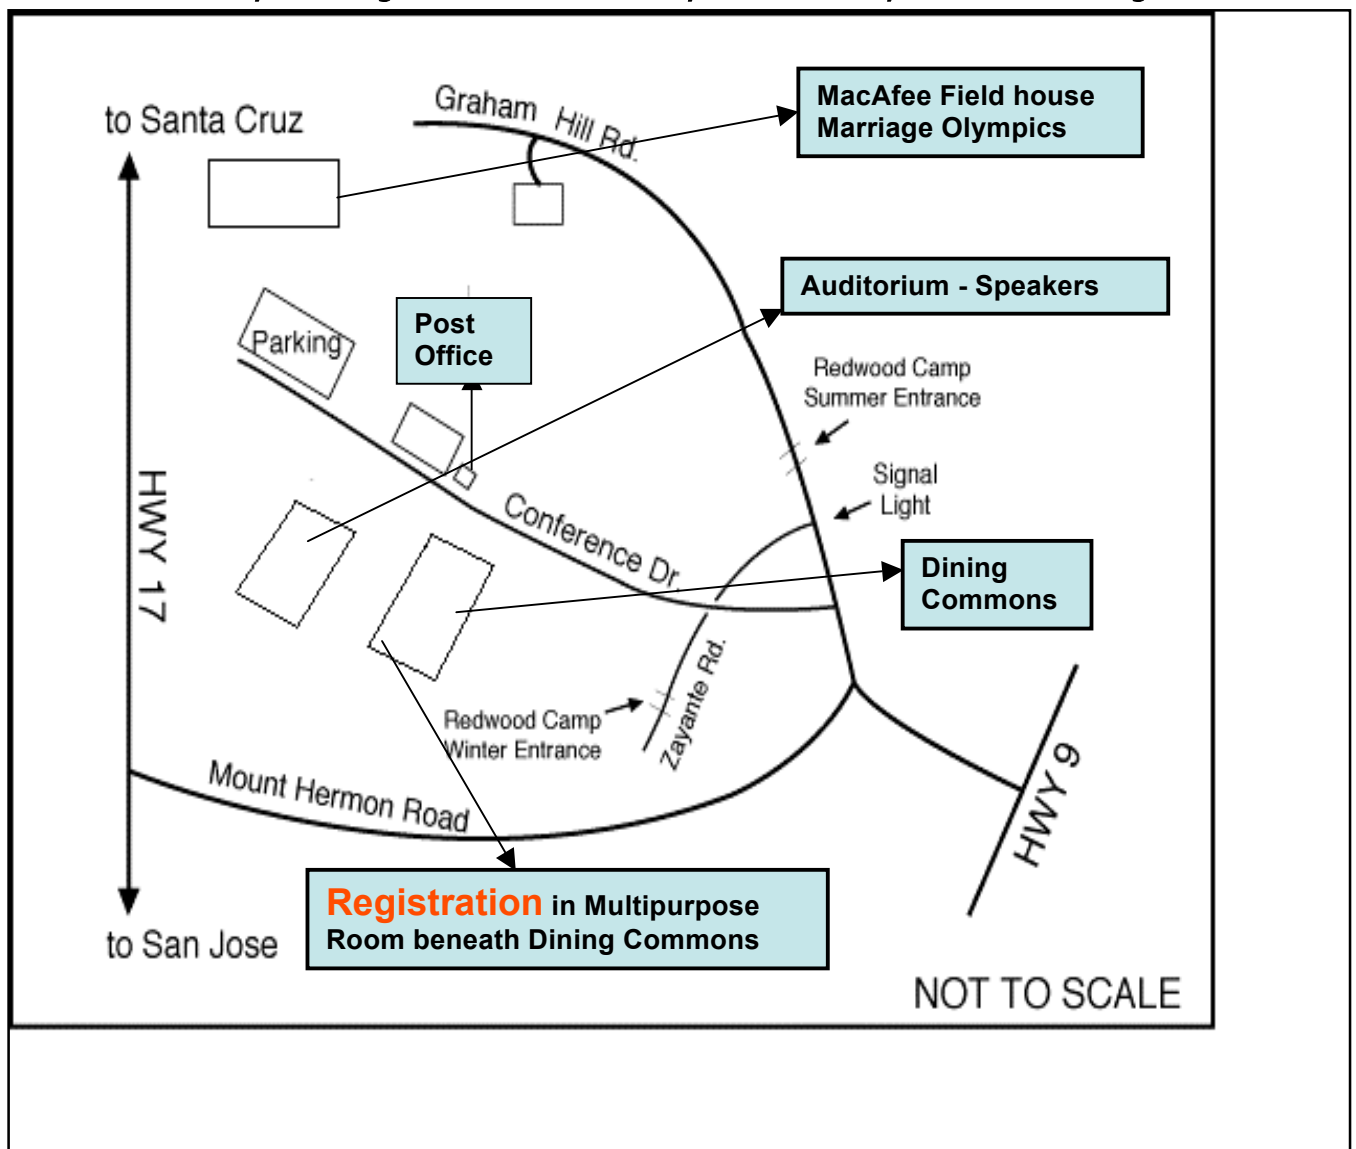 to Santa Cruz
Graham Hill Rd.
MacAfee Field house
Marriage Olympics
Auditorium - Speakers
Post
Office
Parking
Redwood Camp
Summer Entrance
Signal
Light
HWY 17
Conference Dr.
Dining
Commons
Zayante Rd.
Redwood Camp
Winter Entrance
Mount Hermon Road
HWY 9
Registration in Multipurpose
Room beneath Dining Commons
to San Jose
NOT TO SCALE